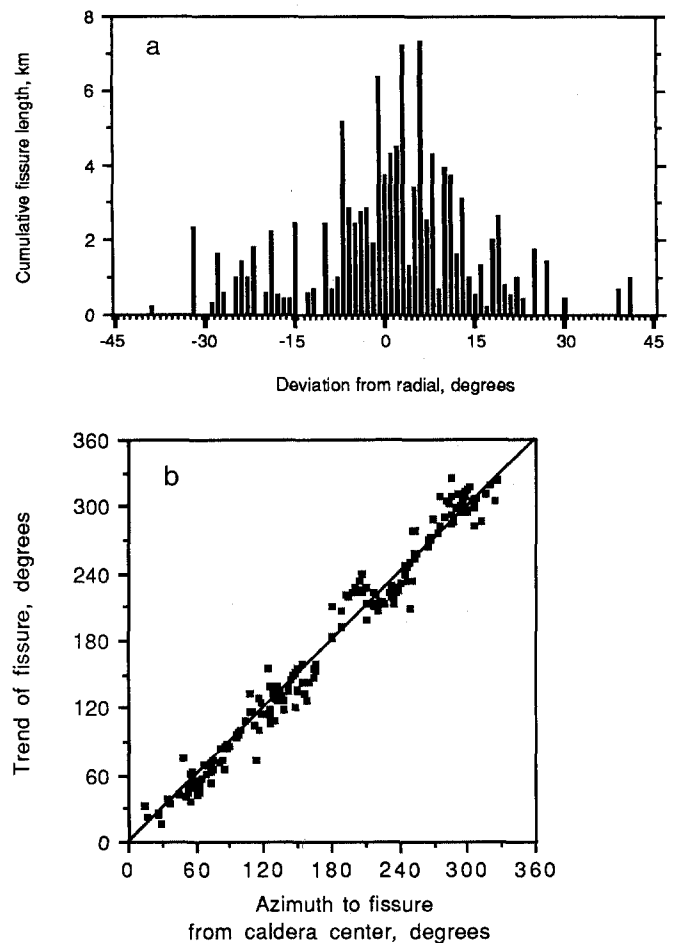 8
a
6
4
2
0
Cumulative fissure length, km
-45 -30 -15 0 15 30 45
Deviation from radial, degrees
360
b
300
240
180
120
60
0
Trend of fissure, degrees
0 60 120 180 240 300 360
Azimuth to fissure
from caldera center, degrees